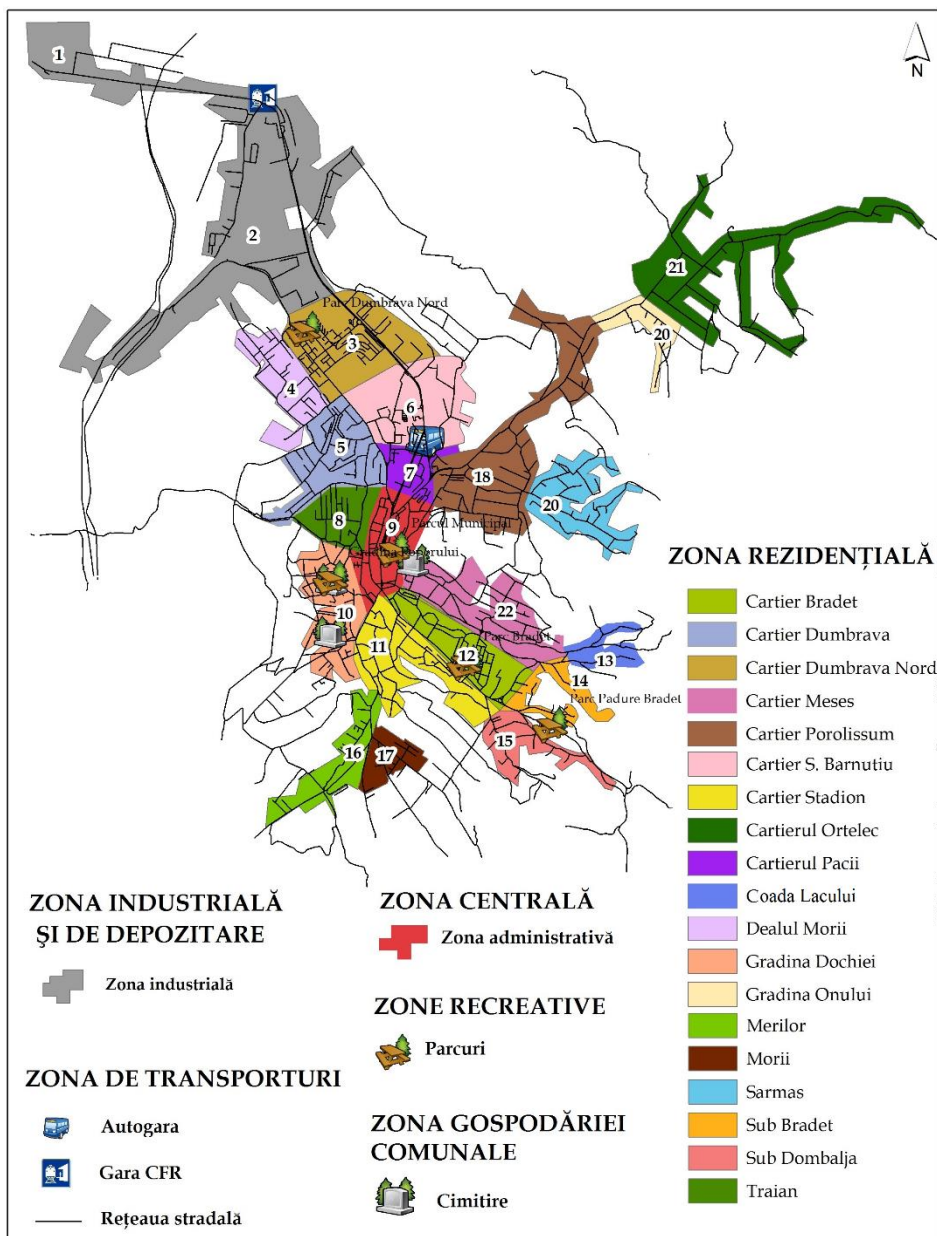 1
N
2
21
Parc Dumbrava Nord
3
20
4
6
5
7
18
20
8
9
Parcul Municipal
Gradina Poporului
10
22
11
Parc Bradet
12
13
14
Parc Padure Bradet
15
16
17
ZONA REZIDENȚIALĂ
Cartier Bradet
Cartier Dumbrava
Cartier Dumbrava Nord
Cartier Meses
Cartier Porolissum
Cartier S. Barnutiu
Cartier Stadion
Cartierul Ortelec
Cartierul Pacii
Coada Lacului
Dealul Morii
Gradina Dochiei
Gradina Onului
Merilor
Morii
Sarmas
Sub Bradet
Sub Dombalja
Traian
ZONA INDUSTRIALĂ
ŞI DE DEPOZITARE
Zona industrială
ZONA DE TRANSPORTURI
Autogara
Gara CFR
Rețeaua stradală
ZONA CENTRALĂ
Zona administrativă
ZONE RECREATIVE
Parcuri
ZONA GOSPODĂRIEI
COMUNALE
Cimitire